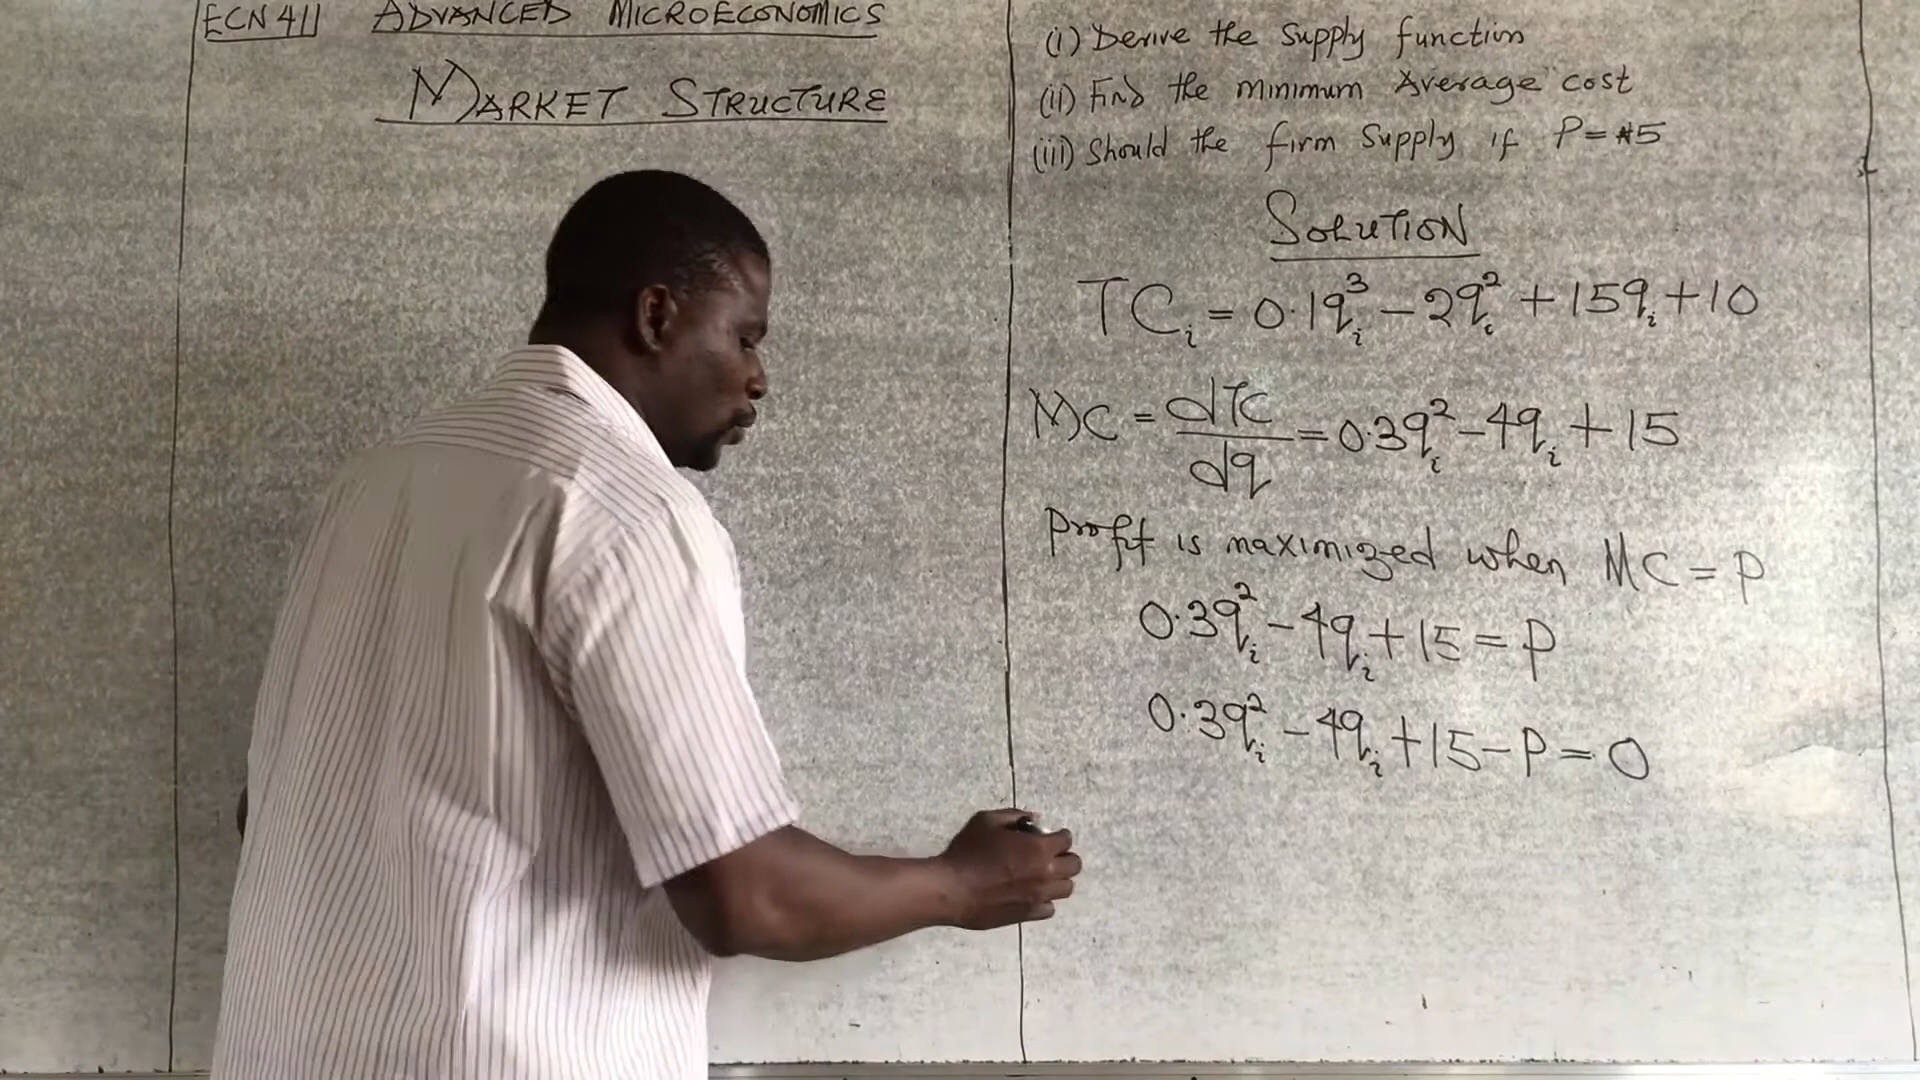 ECN 411 ADVANCED MICROECONOMICS
MARKET STRUCTURE
(i) Derive the supply function
(ii) Find the minimum Average cost
(iii) Should the firm supply if P=₦5
SOLUTION
TCᵢ = 0.1qᵢ³ - 2qᵢ² + 15qᵢ + 10
MC = dTC/dq = 0.3qᵢ² - 4qᵢ + 15
Profit is maximized when MC = P
0.3qᵢ² - 4qᵢ + 15 = P
0.3qᵢ² - 4qᵢ + 15 - P = 0